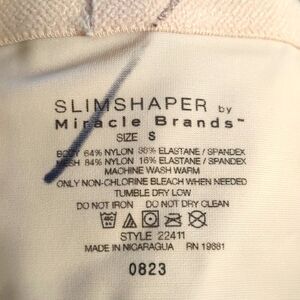 SLIMSHAPER by
Miracle Brands™
SIZE S
BODY 64% NYLON 36% ELASTANE / SPANDEX
MESH 84% NYLON 16% ELASTANE / SPANDEX
MACHINE WASH WARM
ONLY NON-CHLORINE BLEACH WHEN NEEDED
TUMBLE DRY LOW
DO NOT IRON DO NOT DRY CLEAN
STYLE 22411
MADE IN NICARAGUA RN 19881
0823